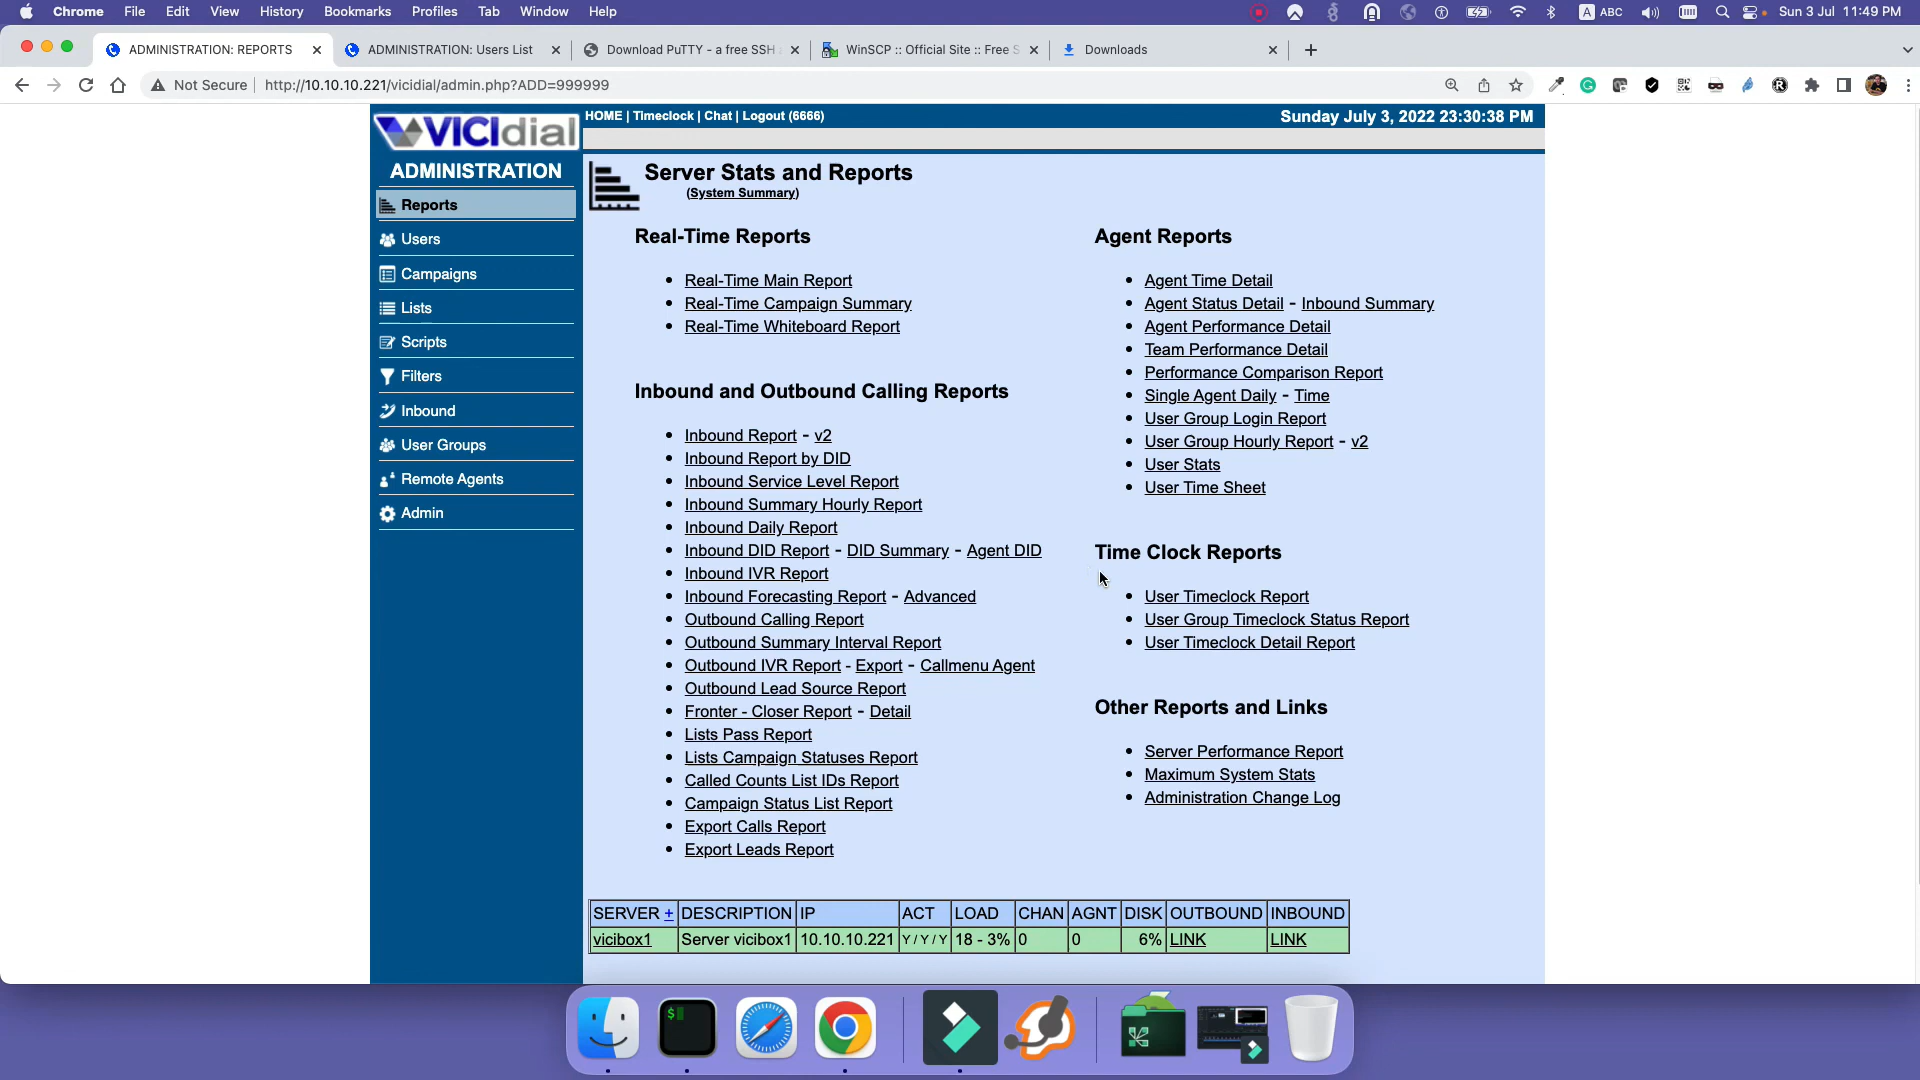 Chrome File Edit View History Bookmarks Profiles Tab Window Help
A ABC Sun 3 Jul 11:49 PM
ADMINISTRATION: REPORTS
ADMINISTRATION: Users List
Download PuTTY - a free SSH
WinSCP :: Official Site :: Free S
Downloads
Not Secure http://10.10.10.221/vicidial/admin.php?ADD=999999
VICIdial
HOME | Timeclock | Chat | Logout (6666)
Sunday July 3, 2022 23:30:38 PM
ADMINISTRATION
Reports
Users
Campaigns
Lists
Scripts
Filters
Inbound
User Groups
Remote Agents
Admin
Server Stats and Reports
(System Summary)
Real-Time Reports
Real-Time Main Report
Real-Time Campaign Summary
Real-Time Whiteboard Report
Inbound and Outbound Calling Reports
Inbound Report - v2
Inbound Report by DID
Inbound Service Level Report
Inbound Summary Hourly Report
Inbound Daily Report
Inbound DID Report - DID Summary - Agent DID
Inbound IVR Report
Inbound Forecasting Report - Advanced
Outbound Calling Report
Outbound Summary Interval Report
Outbound IVR Report - Export - Callmenu Agent
Outbound Lead Source Report
Fronter - Closer Report - Detail
Lists Pass Report
Lists Campaign Statuses Report
Called Counts List IDs Report
Campaign Status List Report
Export Calls Report
Export Leads Report
Agent Reports
Agent Time Detail
Agent Status Detail - Inbound Summary
Agent Performance Detail
Team Performance Detail
Performance Comparison Report
Single Agent Daily - Time
User Group Login Report
User Group Hourly Report - v2
User Stats
User Time Sheet
Time Clock Reports
User Timeclock Report
User Group Timeclock Status Report
User Timeclock Detail Report
Other Reports and Links
Server Performance Report
Maximum System Stats
Administration Change Log
SERVER + DESCRIPTION IP ACT LOAD CHAN AGNT DISK OUTBOUND INBOUND
vicibox1 Server vicibox1 10.10.10.221 Y / Y / Y 18 - 3% 0 0 6% LINK LINK
$